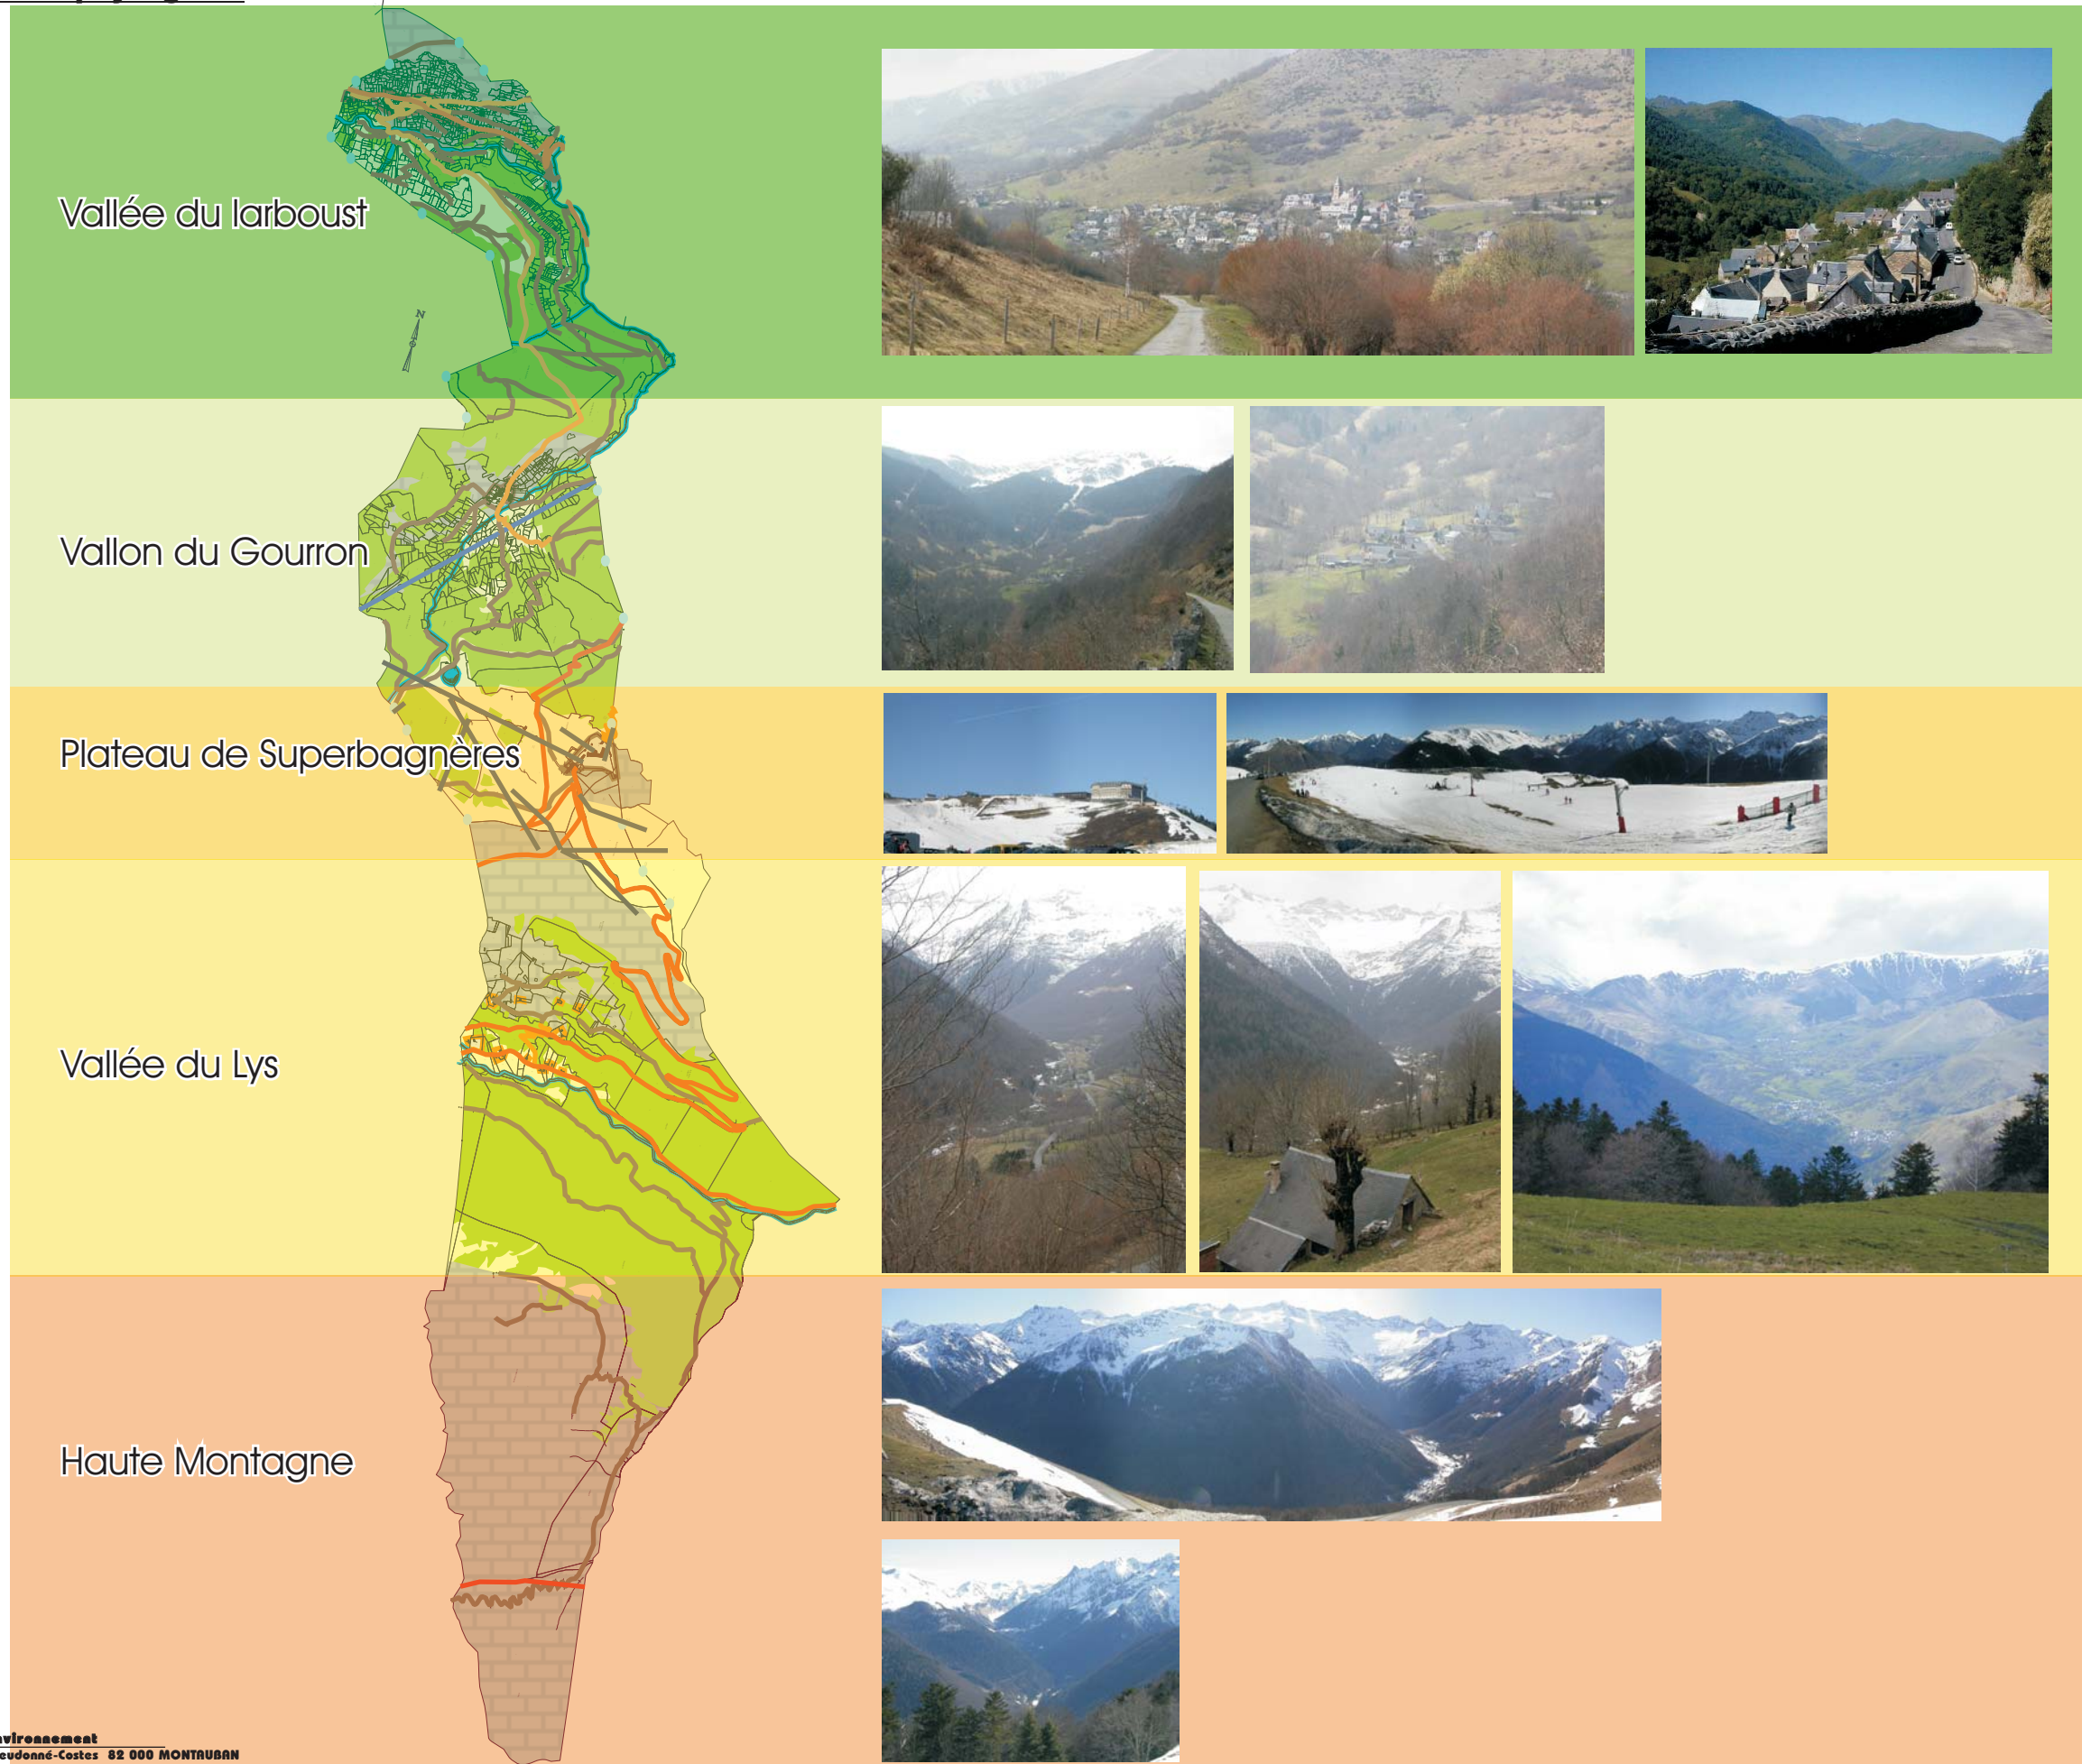 N
Vallée du larboust
Vallon du Gourron
Plateau de Superbagnères
Vallée du Lys
Haute Montagne
82 000 MONTAUBAN